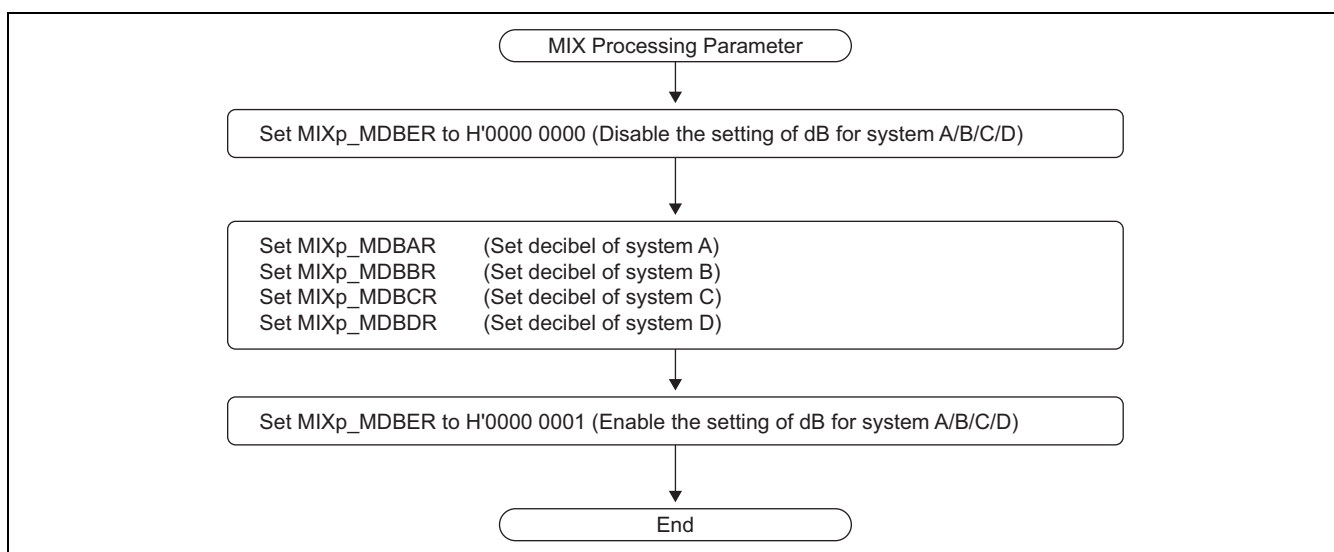 MIX Processing Parameter
Set MIXp_MDBER to H'0000 0000 (Disable the setting of dB for system A/B/C/D)
Set MIXp_MDBAR (Set decibel of system A)
Set MIXp_MDBBR (Set decibel of system B)
Set MIXp_MDBCR (Set decibel of system C)
Set MIXp_MDBDR (Set decibel of system D)
Set MIXp_MDBER to H'0000 0001 (Enable the setting of dB for system A/B/C/D)
End